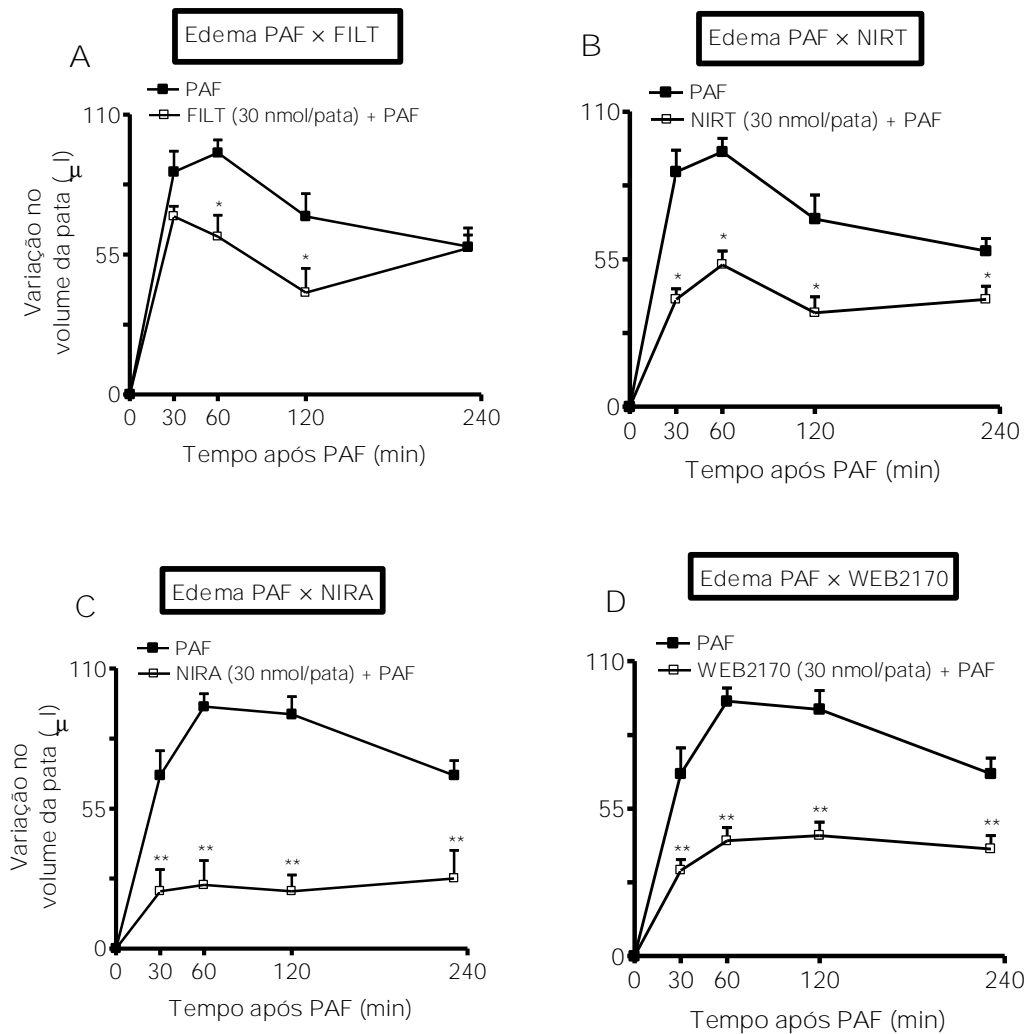 Edema PAF × FILT
A
PAF
FILT (30 nmol/pata) + PAF
110
55
0
Variação no
volume da pata (_l)
μ
*
*
0 30 60 120 240
Tempo após PAF (min)
Edema PAF × NIRT
B
PAF
NIRT (30 nmol/pata) + PAF
110
55
0
*
*
*
*
0 30 60 120 240
Tempo após PAF (min)
Edema PAF × NIRA
C
PAF
NIRA (30 nmol/pata) + PAF
110
55
0
Variação no
volume da pata (_l)
μ
** ** ** **
0 30 60 120 240
Tempo após PAF (min)
Edema PAF × WEB2170
D
PAF
WEB2170 (30 nmol/pata) + PAF
110
55
0
** ** ** **
0 30 60 120 240
Tempo após PAF (min)